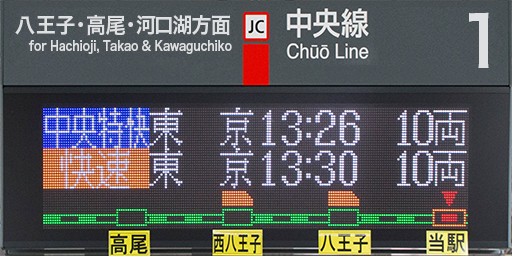 八王子・高尾・河口湖方面
for Hachioji, Takao & Kawaguchiko
JC
中央線
Chūō Line
1
中央特快 東 京 13:26 10両
快速 東 京 13:30 10両
高尾 西八王子 八王子 当駅